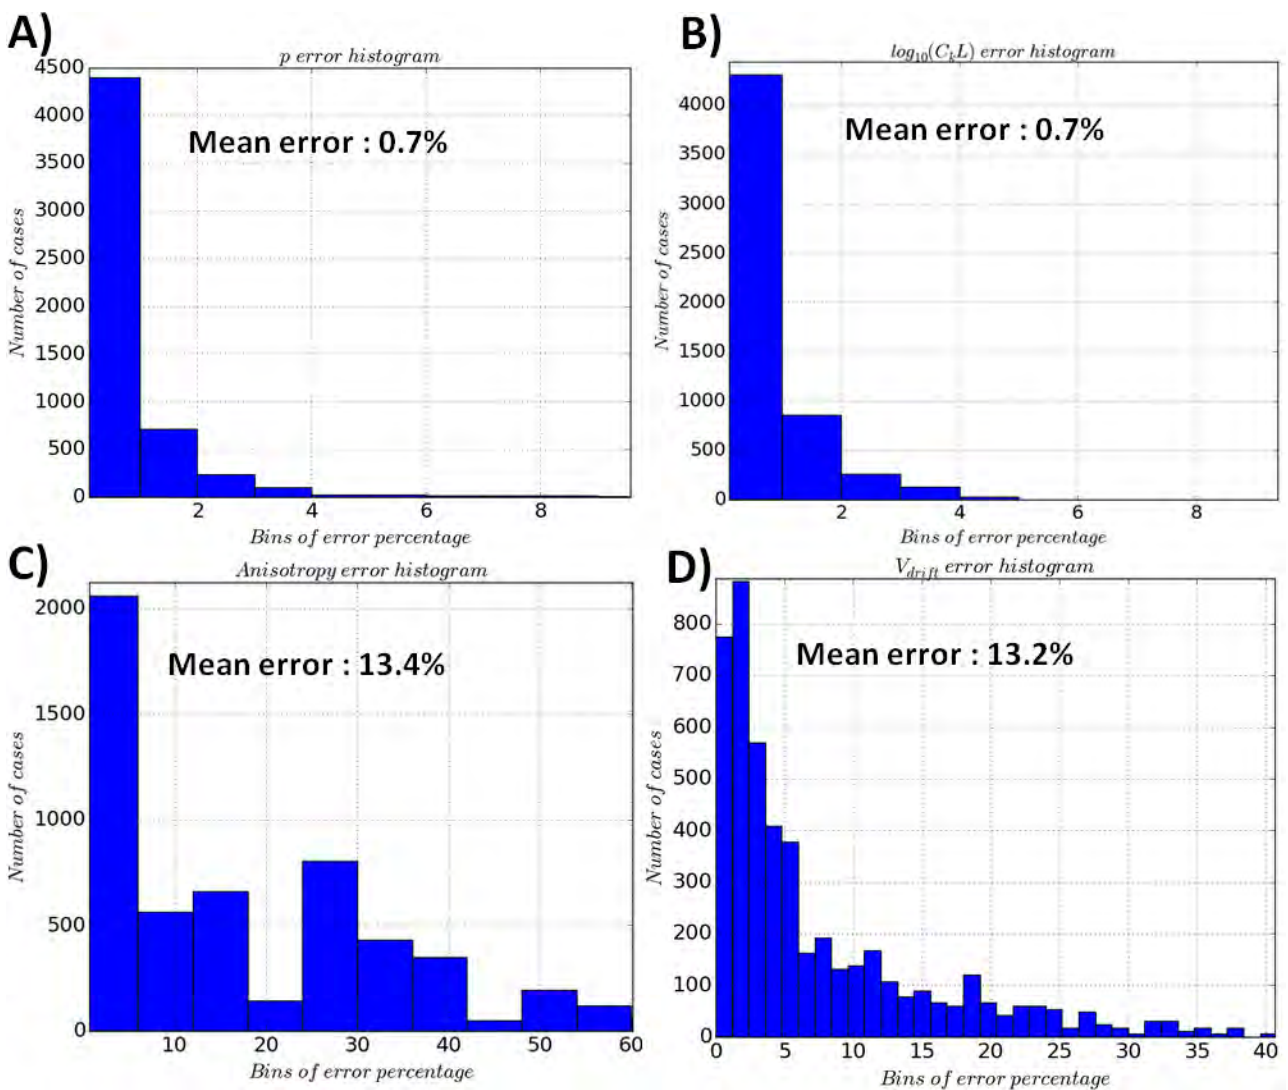 A)
p error histogram
4500
4000
3500
3000
2500
2000
1500
1000
500
0
2
4
6
8
Mean error : 0.7%
Number of cases
Bins of error percentage
B)
log₁₀(CₖL) error histogram
4000
3500
3000
2500
2000
1500
1000
500
0
2
4
6
8
Mean error : 0.7%
Number of cases
Bins of error percentage
C)
Anisotropy error histogram
2000
1500
1000
500
0
10
20
30
40
50
60
Mean error : 13.4%
Number of cases
Bins of error percentage
D)
V_drift error histogram
800
700
600
500
400
300
200
100
0
0
5
10
15
20
25
30
35
40
Mean error : 13.2%
Number of cases
Bins of error percentage